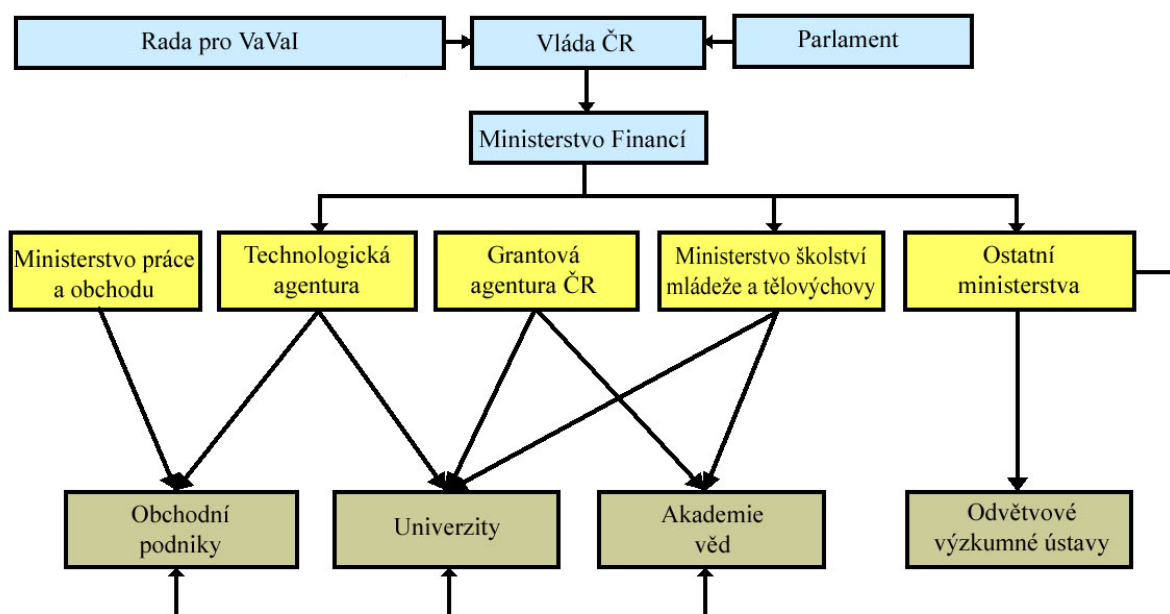 Rada pro VaVaI
Vláda ČR
Parlament
Ministerstvo Financí
Ministerstvo práce
a obchodu
Technologická
agentura
Grantová
agentura ČR
Ministerstvo školství
mládeže a tělovýchovy
Ostatní
ministerstva
Obchodní
podniky
Univerzity
Akademie
věd
Odvětvové
výzkumné ústavy